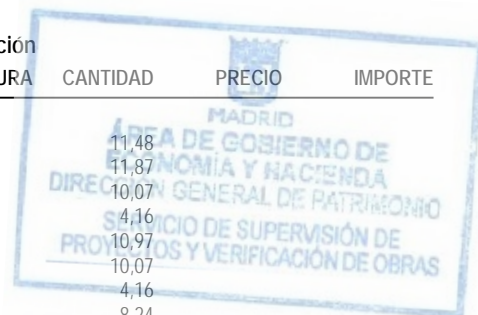 ción
URA CANTIDAD PRECIO IMPORTE
MADRID
ÁREA DE GOBIERNO DE
ECONOMÍA Y HACIENDA
DIRECCIÓN GENERAL DE PATRIMONIO
SERVICIO DE SUPERVISIÓN DE
PROYECTOS Y VERIFICACIÓN DE OBRAS
11,48
11,87
10,07
4,16
10,97
10,07
4,16
8,24